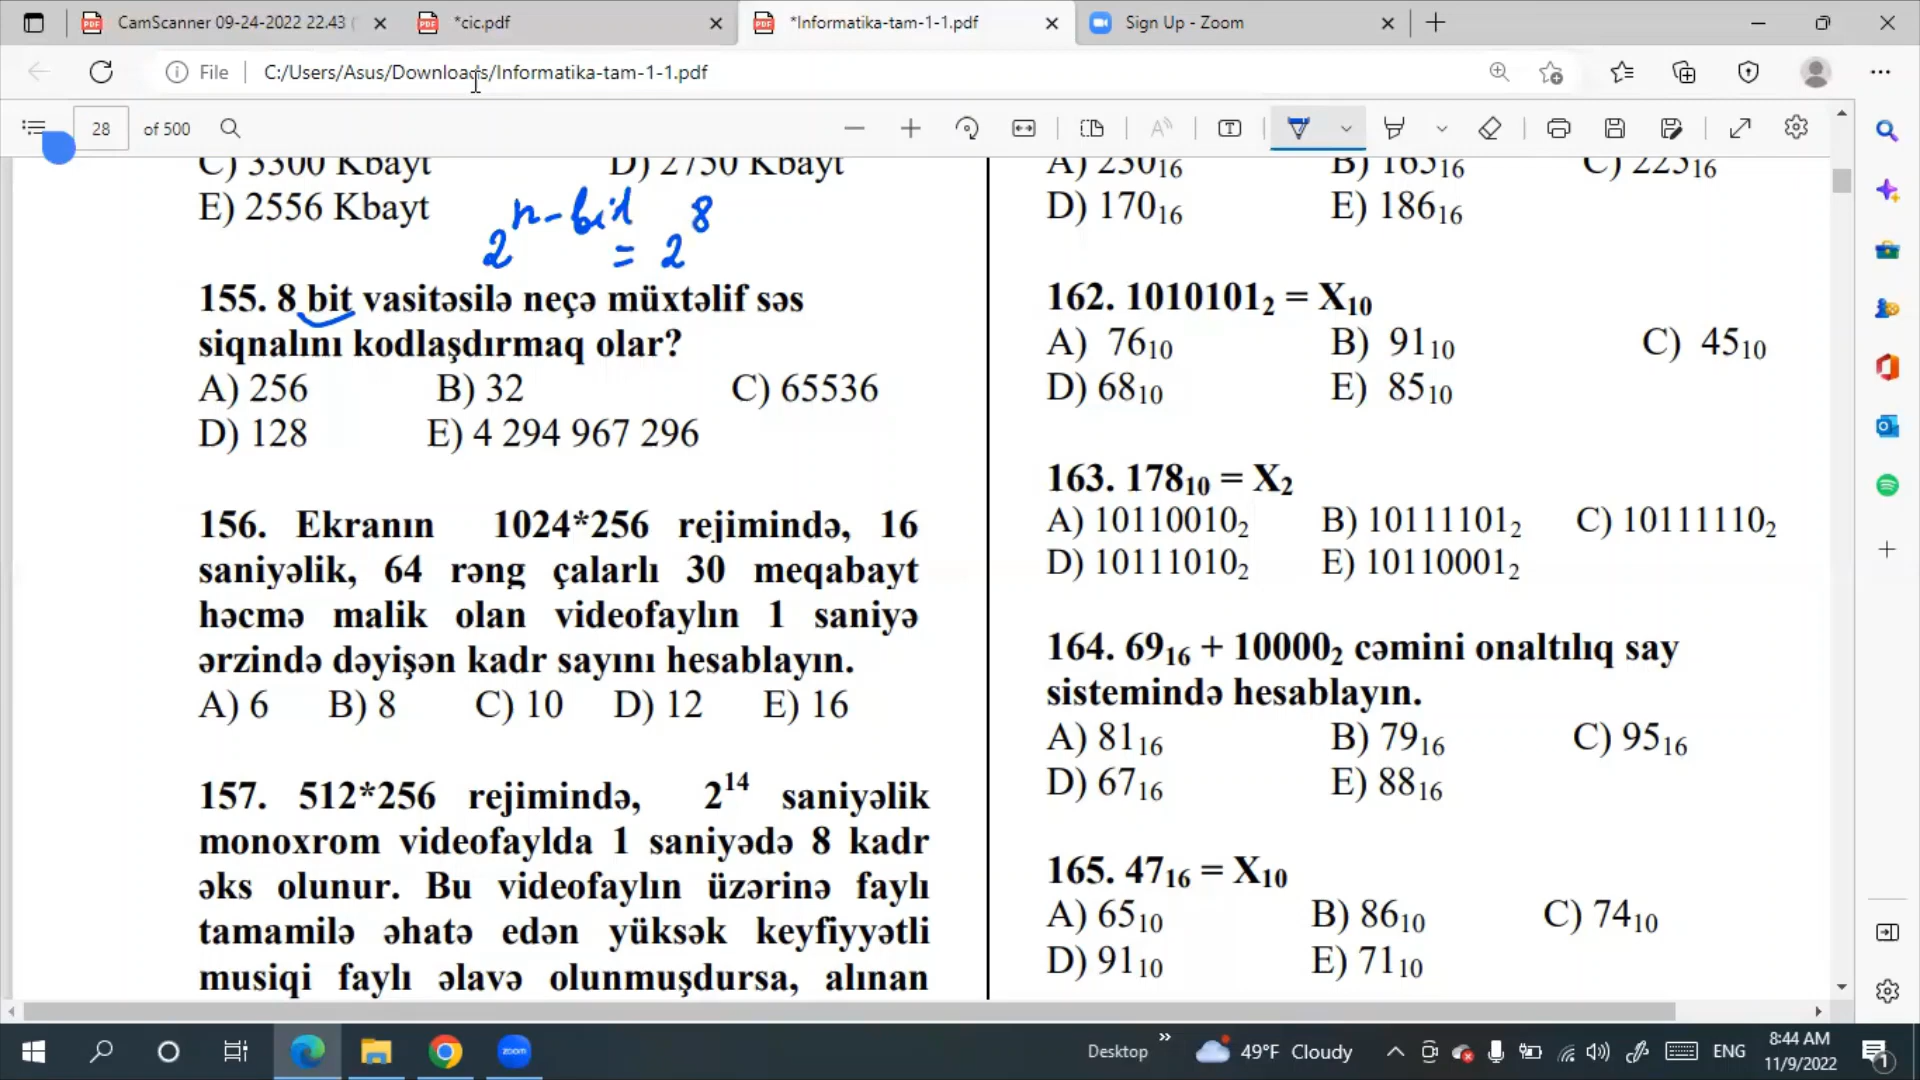 CamScanner 09-24-2022 22.43 (
*cic.pdf
*Informatika-tam-1-1.pdf
Sign Up - Zoom
File
C:/Users/Asus/Downloads/Informatika-tam-1-1.pdf
28 of 500
C) 3300 Kbayt D) 2750 Kbayt
E) 2556 Kbayt
2^n-bit = 2^8
155. 8 bit vasitəsilə neçə müxtəlif səs
siqnalını kodlaşdırmaq olar?
A) 256 B) 32 C) 65536
D) 128 E) 4 294 967 296
156. Ekranın 1024*256 rejimində, 16
saniyəlik, 64 rəng çalarlı 30 meqabayt
həcmə malik olan videofaylın 1 saniyə
ərzində dəyişən kadr sayını hesablayın.
A) 6 B) 8 C) 10 D) 12 E) 16
157. 512*256 rejimində, 2^14 saniyəlik
monoxrom videofaylda 1 saniyədə 8 kadr
əks olunur. Bu videofaylın üzərinə faylı
tamamilə əhatə edən yüksək keyfiyyətli
musiqi faylı əlavə olunmuşdursa, alınan
A) 230₁₆ B) 163₁₆ C) 223₁₆
D) 170₁₆ E) 186₁₆
162. 1010101₂ = X₁₀
A) 76₁₀ B) 91₁₀ C) 45₁₀
D) 68₁₀ E) 85₁₀
163. 178₁₀ = X₂
A) 10110010₂ B) 10111101₂ C) 10111110₂
D) 10111010₂ E) 10110001₂
164. 69₁₆ + 10000₂ cəmini onaltılıq say
sistemində hesablayın.
A) 81₁₆ B) 79₁₆ C) 95₁₆
D) 67₁₆ E) 88₁₆
165. 47₁₆ = X₁₀
A) 65₁₀ B) 86₁₀ C) 74₁₀
D) 91₁₀ E) 71₁₀
zoom
Desktop
49°F Cloudy
ENG
8:44 AM
11/9/2022
1